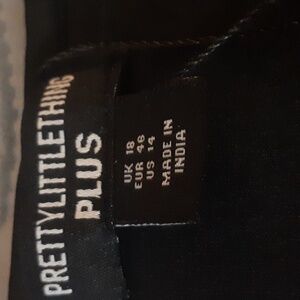 PRETTYLITTLETHING
PLUS
UK 18
EUR 46
US 14
MADE IN
INDIA